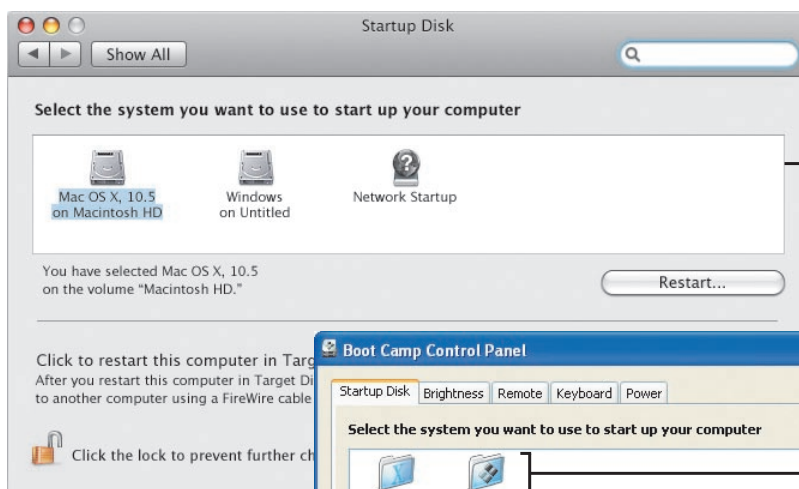 Startup Disk
Show All
Select the system you want to use to start up your computer
Mac OS X, 10.5
on Macintosh HD
Windows
on Untitled
Network Startup
You have selected Mac OS X, 10.5
on the volume “Macintosh HD.”
Restart...
Click to restart this computer in Targ
After you restart this computer in Target Di
to another computer using a FireWire cable
Click the lock to prevent further ch
Boot Camp Control Panel
Startup Disk Brightness Remote Keyboard Power
Select the system you want to use to start up your computer